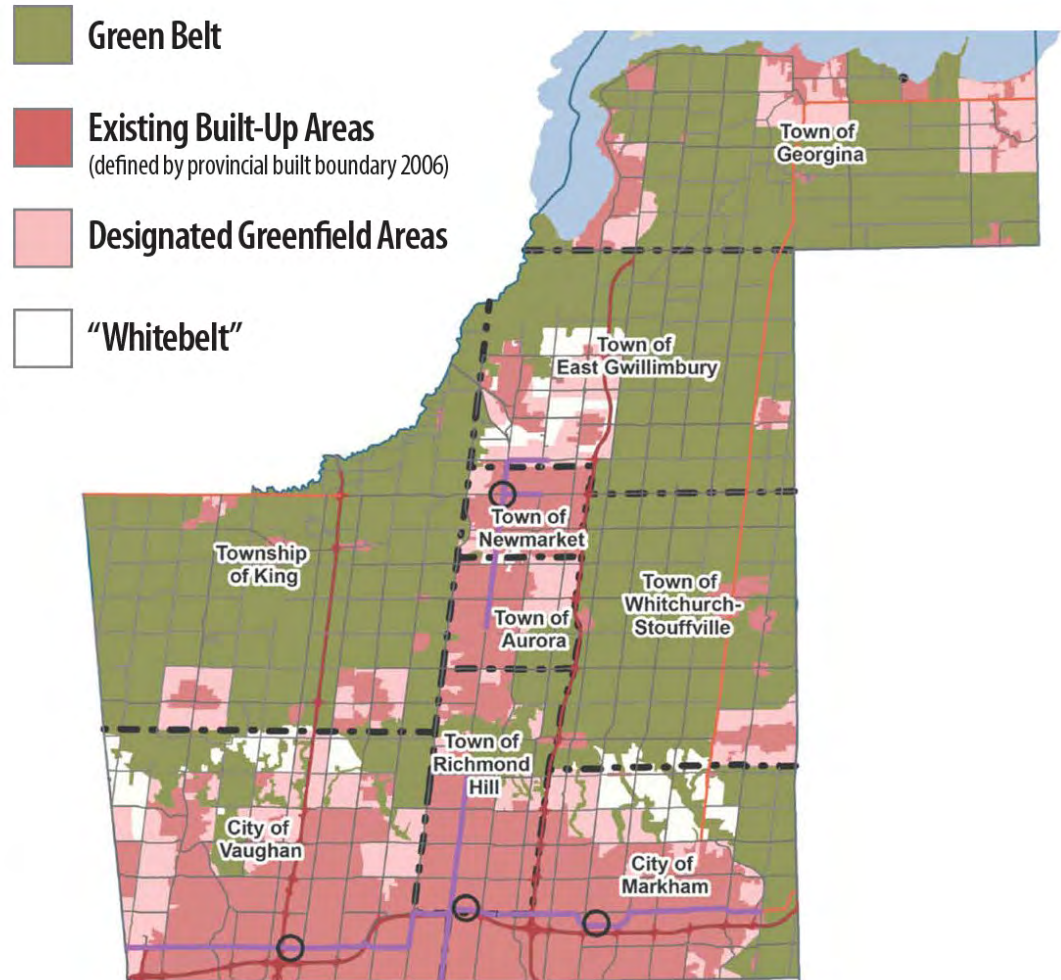 Green Belt
Existing Built-Up Areas
(defined by provincial built boundary 2006)
Designated Greenfield Areas
“Whitebelt”
Town of
Georgina
Town of
East Gwillimbury
Town of
Newmarket
Township
of King
Town of
Whitchurch-
Stouffville
Town of
Aurora
Town of
Richmond
Hill
City of
Vaughan
City of
Markham